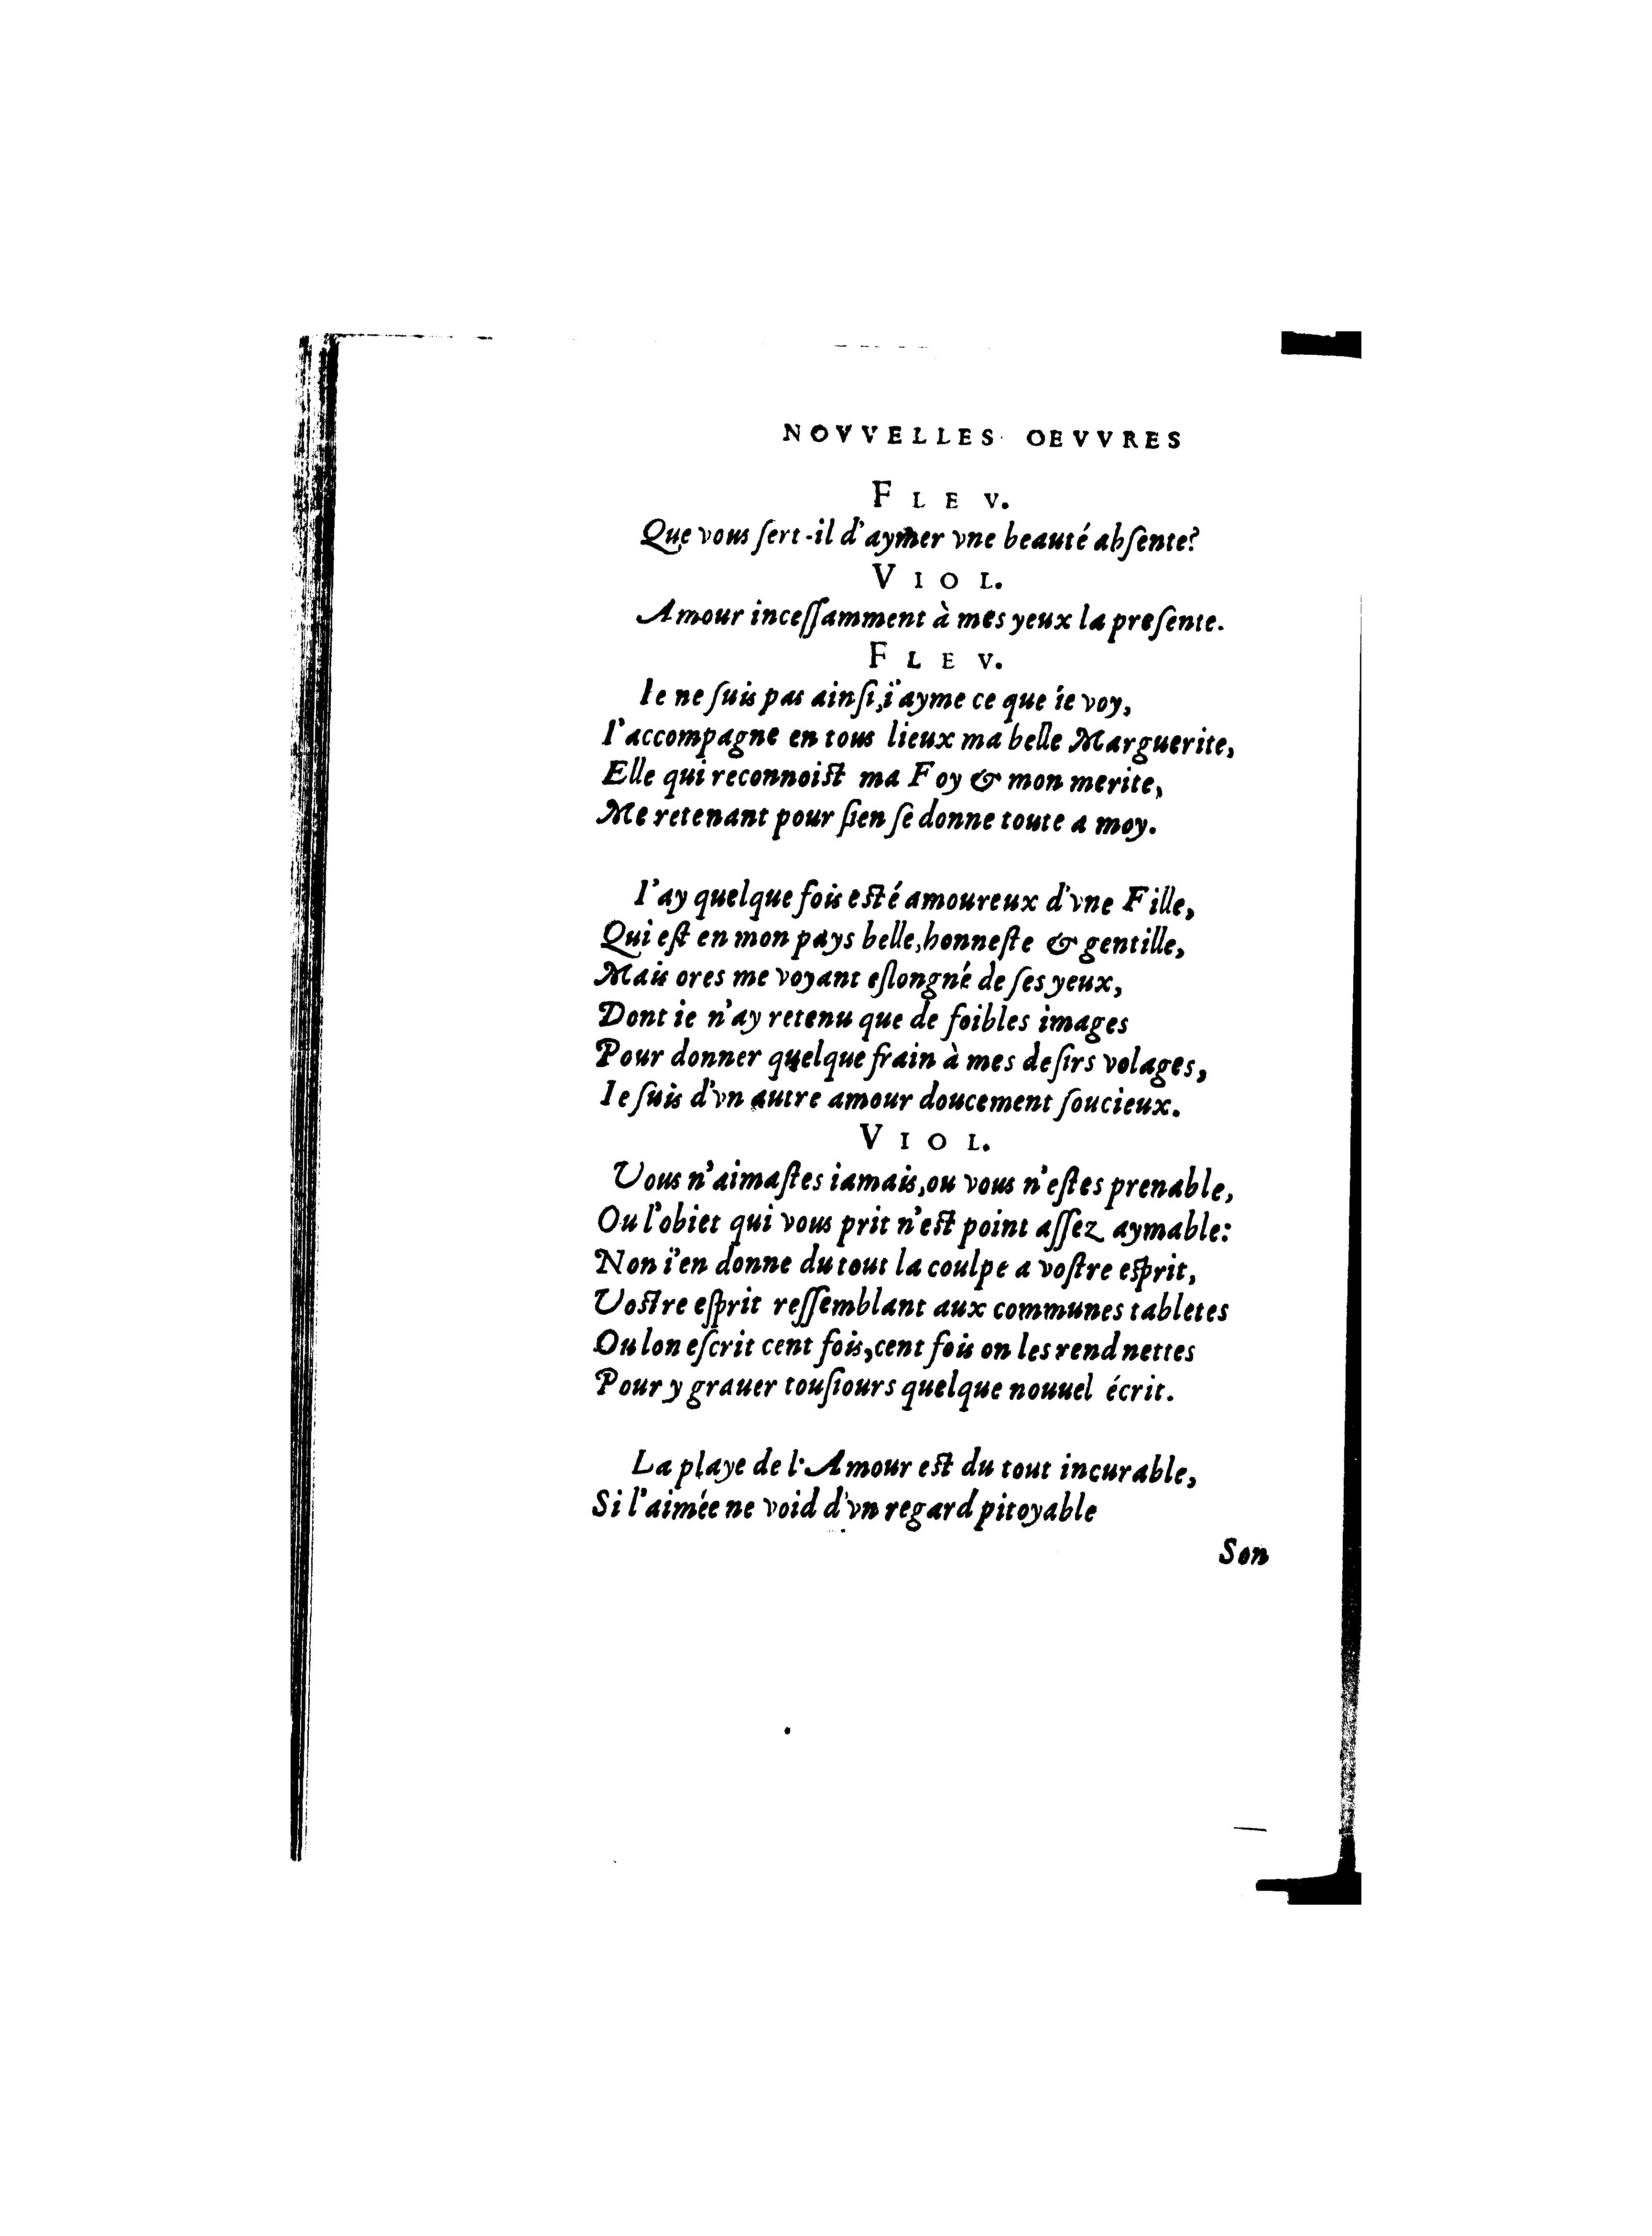 NOVVELLES OEVVRES
FLEV.
Que vous ſert-il d'aymer vne beauté abſente?
VIOL.
Amour inceſſamment à mes yeux la preſente.
FLEV.
Ie ne ſuis pas ainſi, i'ayme ce que ie voy,
I'accompagne en tous lieux ma belle Marguerite,
Elle qui reconnoiſt ma Foy & mon merite,
Me retenant pour ſien ſe donne toute a moy.
I'ay quelque fois eſté amoureux d'vne Fille,
Qui eſt en mon pays belle, honneſte & gentille,
Mais ores me voyant eſlongné de ſes yeux,
Dont ie n'ay retenu que de foibles images
Pour donner quelque frain à mes deſirs volages,
Ie ſuis d'vn autre amour doucement ſoucieux.
VIOL.
Vous n'aimaſtes iamais, ou vous n'eſtes prenable,
Ou l'obiet qui vous prit n'eſt point aſſez aymable:
Non i'en donne du tout la coulpe a voſtre eſprit,
Voſtre eſprit reſſemblant aux communes tabletes
Ou lon eſcrit cent fois, cent fois on les rend nettes
Pour y grauer touſiours quelque nouuel écrit.
La playe de l'Amour eſt du tout incurable,
Si l'aimée ne void d'vn regard pitoyable
Son